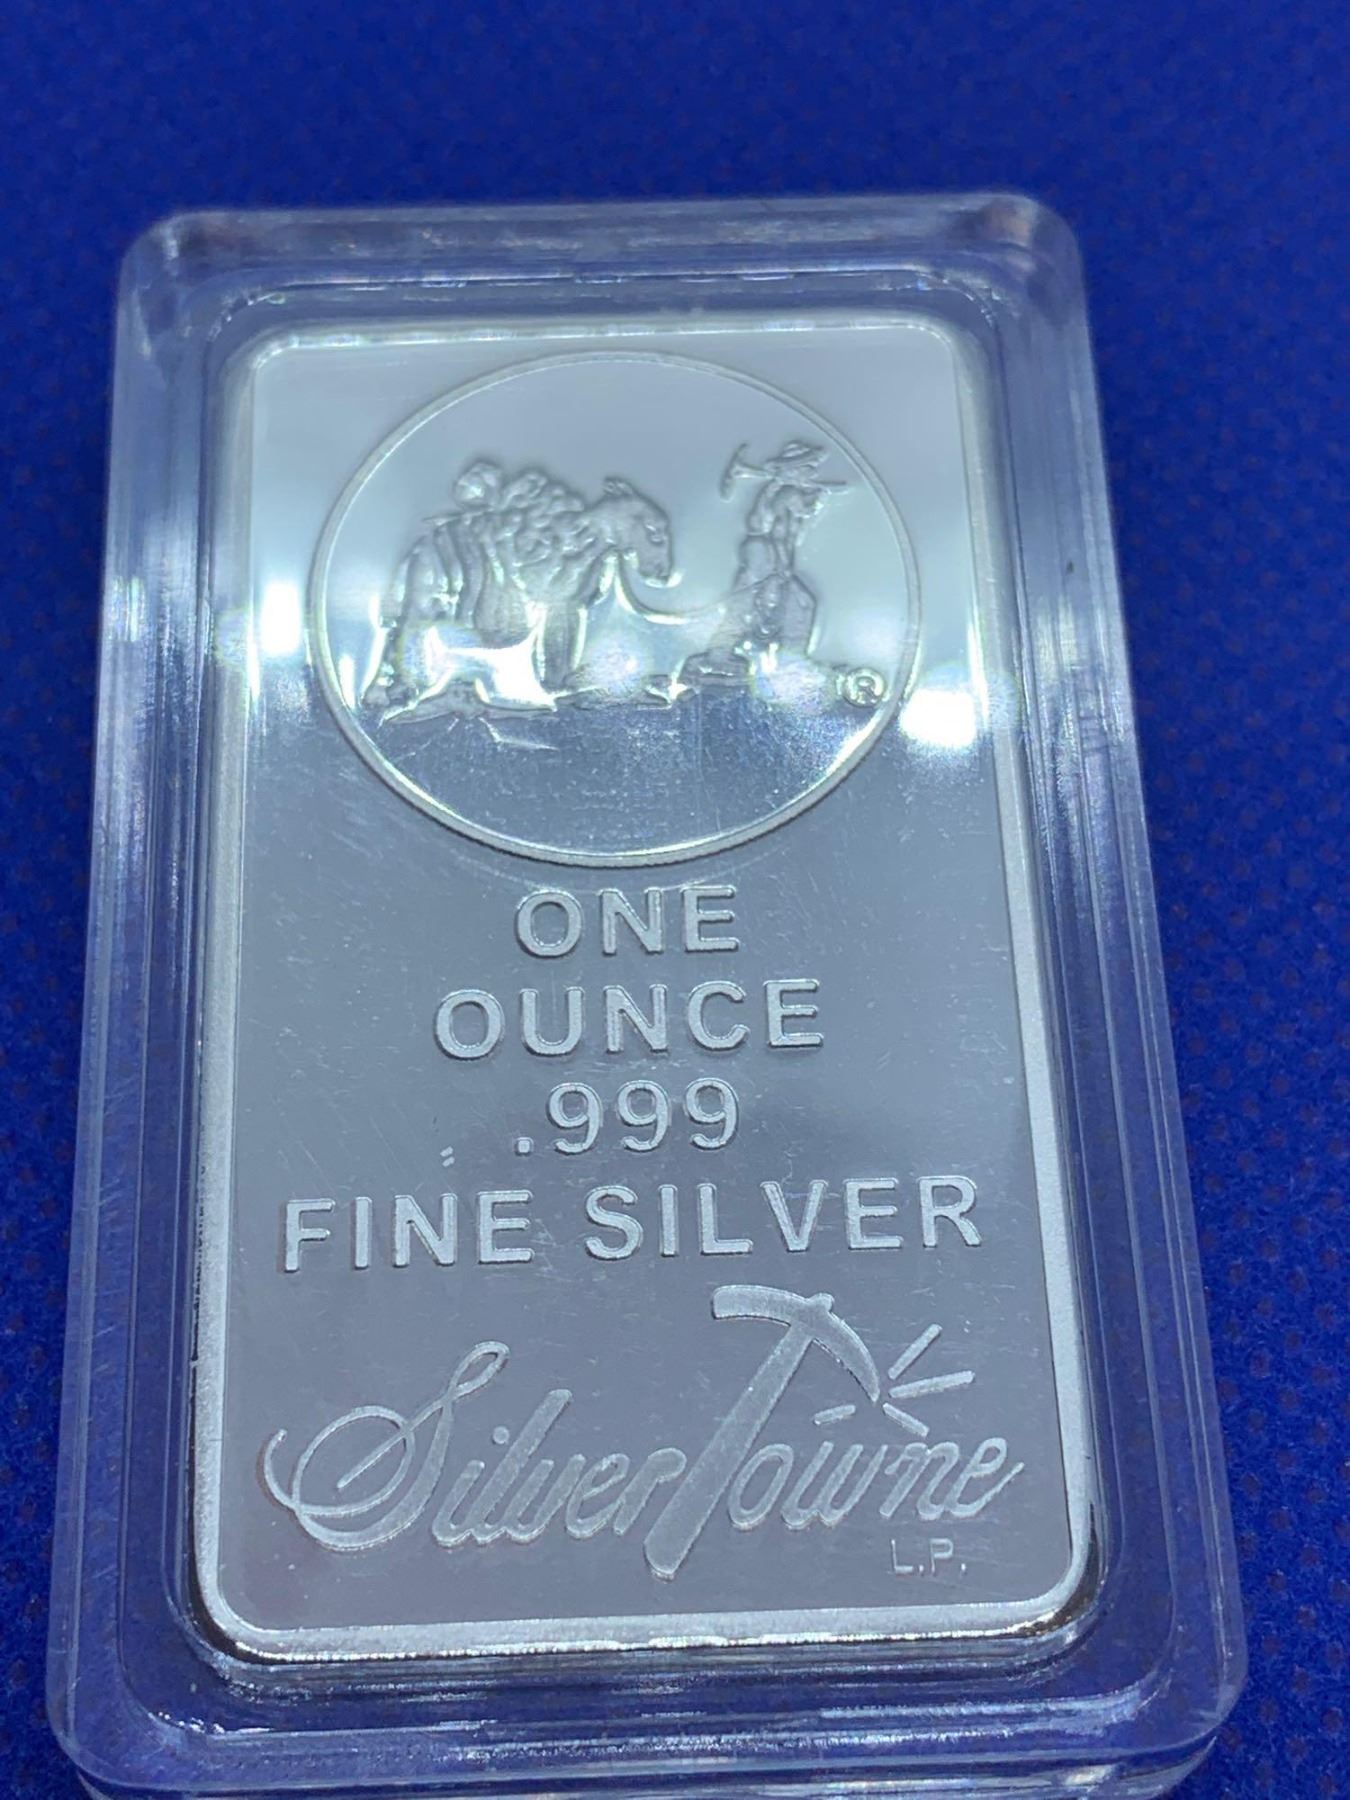 ®
ONE
OUNCE
.999
FINE SILVER
SilverTowne
L.P.